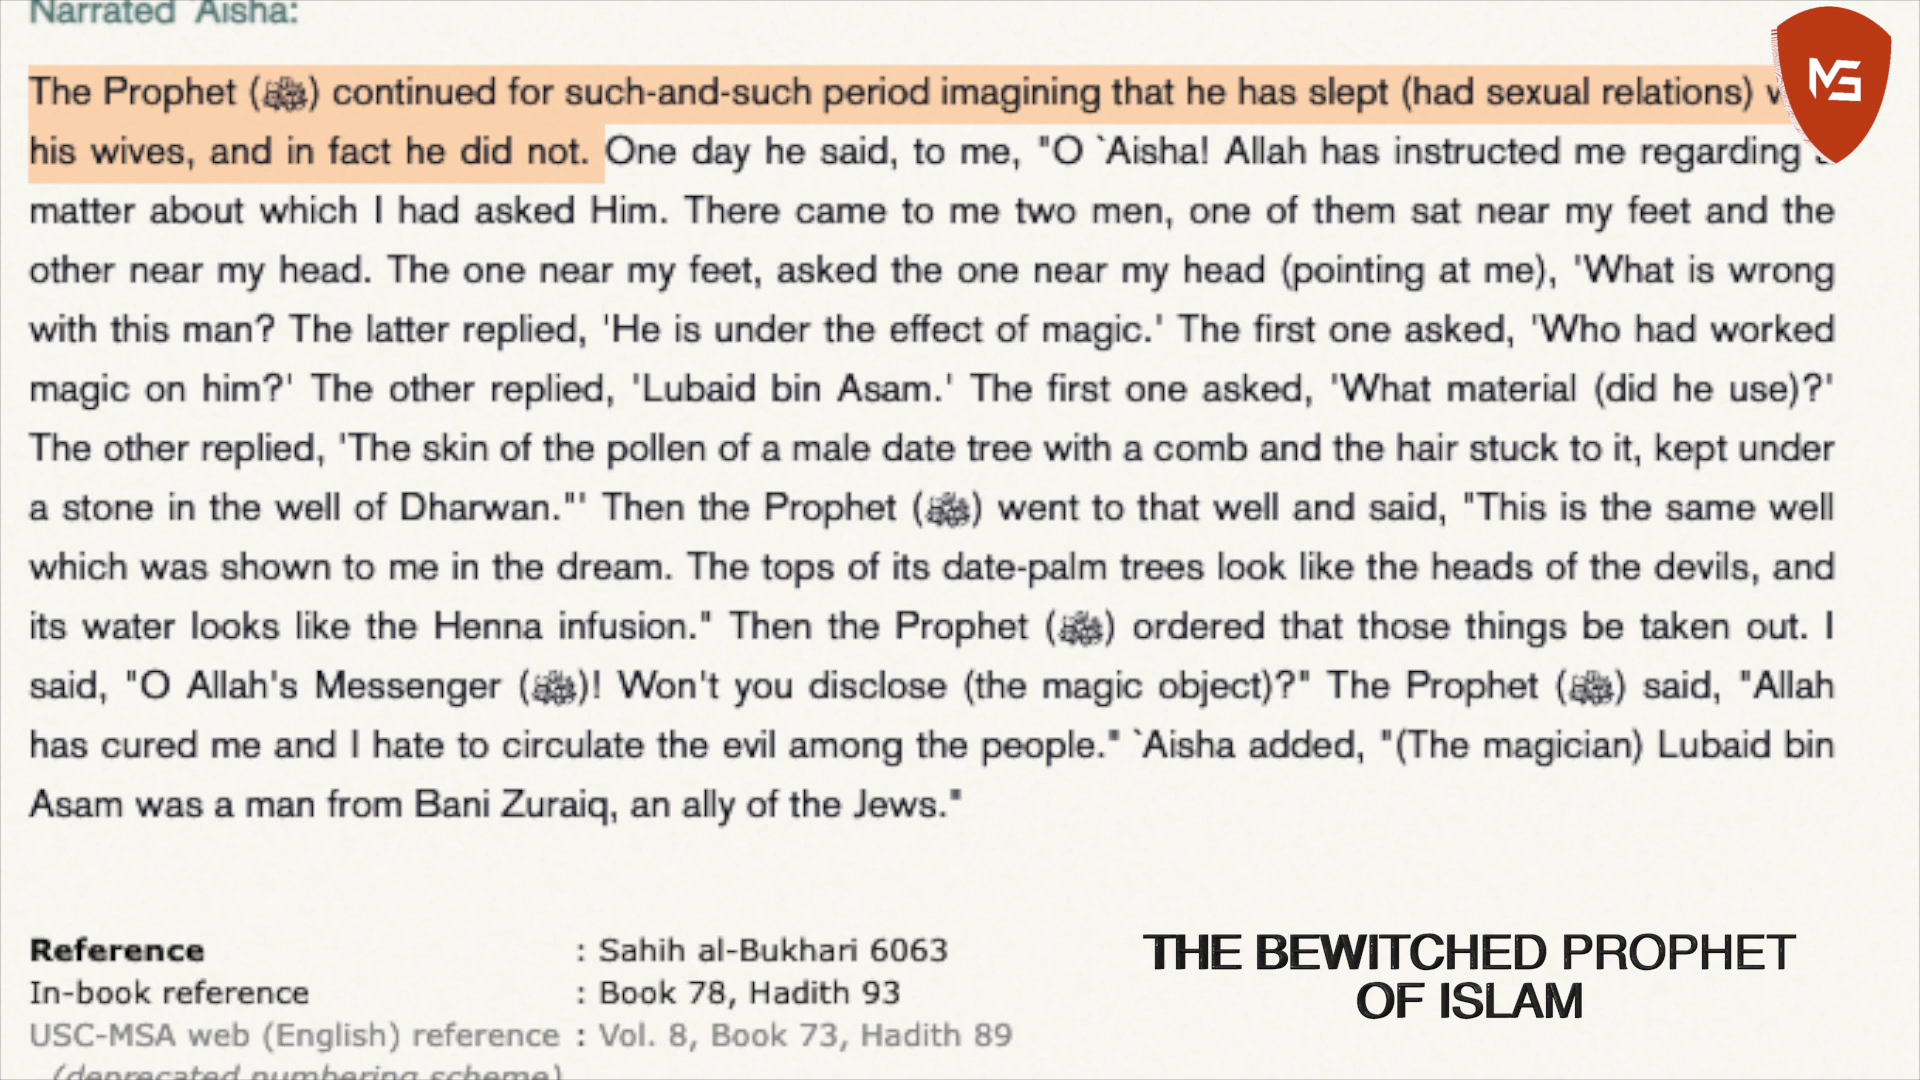 Narrated `Aisha:
The Prophet (ﷺ) continued for such-and-such period imagining that he has slept (had sexual relations)
his wives, and in fact he did not. One day he said, to me, "O `Aisha! Allah has instructed me regarding
matter about which I had asked Him. There came to me two men, one of them sat near my feet and the
other near my head. The one near my feet, asked the one near my head (pointing at me), 'What is wrong
with this man? The latter replied, 'He is under the effect of magic.' The first one asked, 'Who had worked
magic on him?' The other replied, 'Lubaid bin Asam.' The first one asked, 'What material (did he use)?'
The other replied, 'The skin of the pollen of a male date tree with a comb and the hair stuck to it, kept under
a stone in the well of Dharwan."' Then the Prophet (ﷺ) went to that well and said, "This is the same well
which was shown to me in the dream. The tops of its date-palm trees look like the heads of the devils, and
its water looks like the Henna infusion." Then the Prophet (ﷺ) ordered that those things be taken out. I
said, "O Allah's Messenger (ﷺ)! Won't you disclose (the magic object)?" The Prophet (ﷺ) said, "Allah
has cured me and I hate to circulate the evil among the people." `Aisha added, "(The magician) Lubaid bin
Asam was a man from Bani Zuraiq, an ally of the Jews."
Reference : Sahih al-Bukhari 6063
In-book reference : Book 78, Hadith 93
USC-MSA web (English) reference : Vol. 8, Book 73, Hadith 89
(deprecated numbering scheme)
THE BEWITCHED PROPHET
OF ISLAM
MS